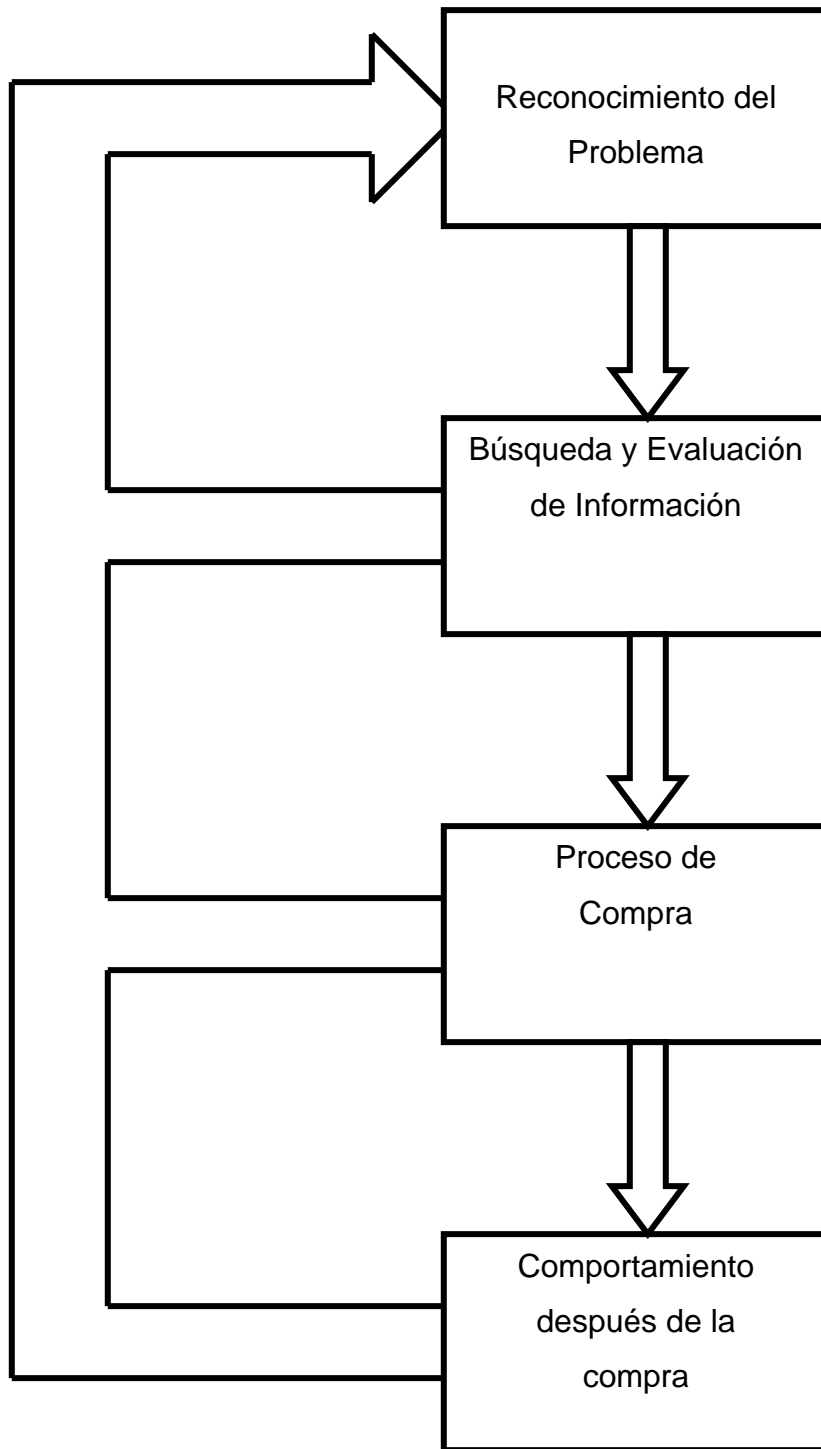 Reconocimiento del
Problema
Búsqueda y Evaluación
de Información
Proceso de
Compra
Comportamiento
después de la
compra